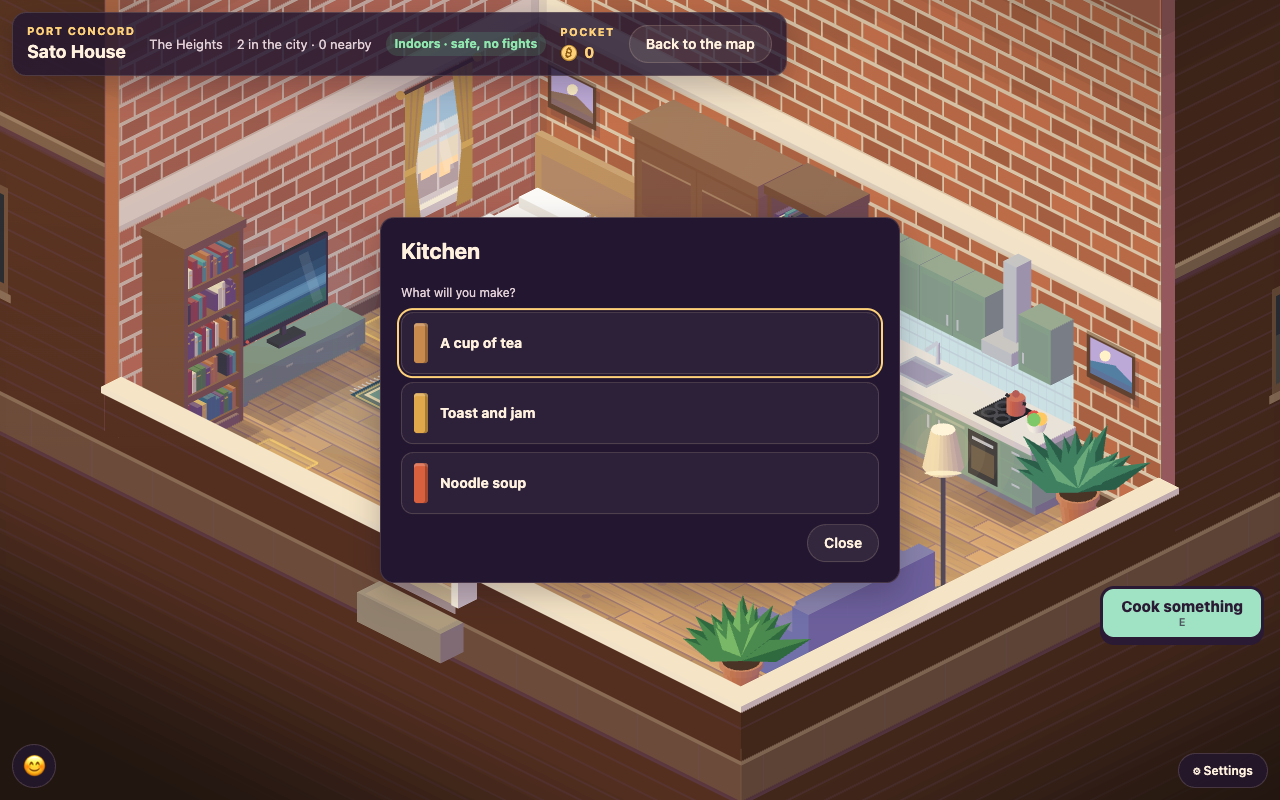 PORT CONCORD
Sato House
The Heights
2 in the city · 0 nearby
Indoors · safe, no fights
POCKET
0
Back to the map
Kitchen
What will you make?
A cup of tea
Toast and jam
Noodle soup
Close
Cook something
E
Settings